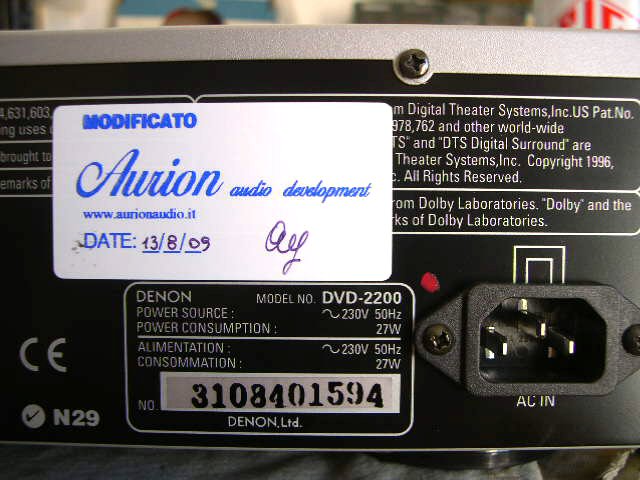 4,631,603,
ng uses
brought to
emarks of
MODIFICATO
Aurion audio development
www.aurionaudio.it
DATE: 13/8/09
m Digital Theater Systems,Inc.US Pat.No.
978,762 and other world-wide
TS" and "DTS Digital Surround" are
Theater Systems,Inc. Copyright 1996,
c. All Rights Reserved.
from Dolby Laboratories. "Dolby" and the
rks of Dolby Laboratories.
DENON MODEL NO. DVD-2200
POWER SOURCE : ~230V 50Hz
POWER CONSUMPTION : 27W
ALIMENTATION : ~230V 50Hz
CONSOMMATION : 27W
NO. 3108401594
DENON,Ltd.
CE
N29
AC IN